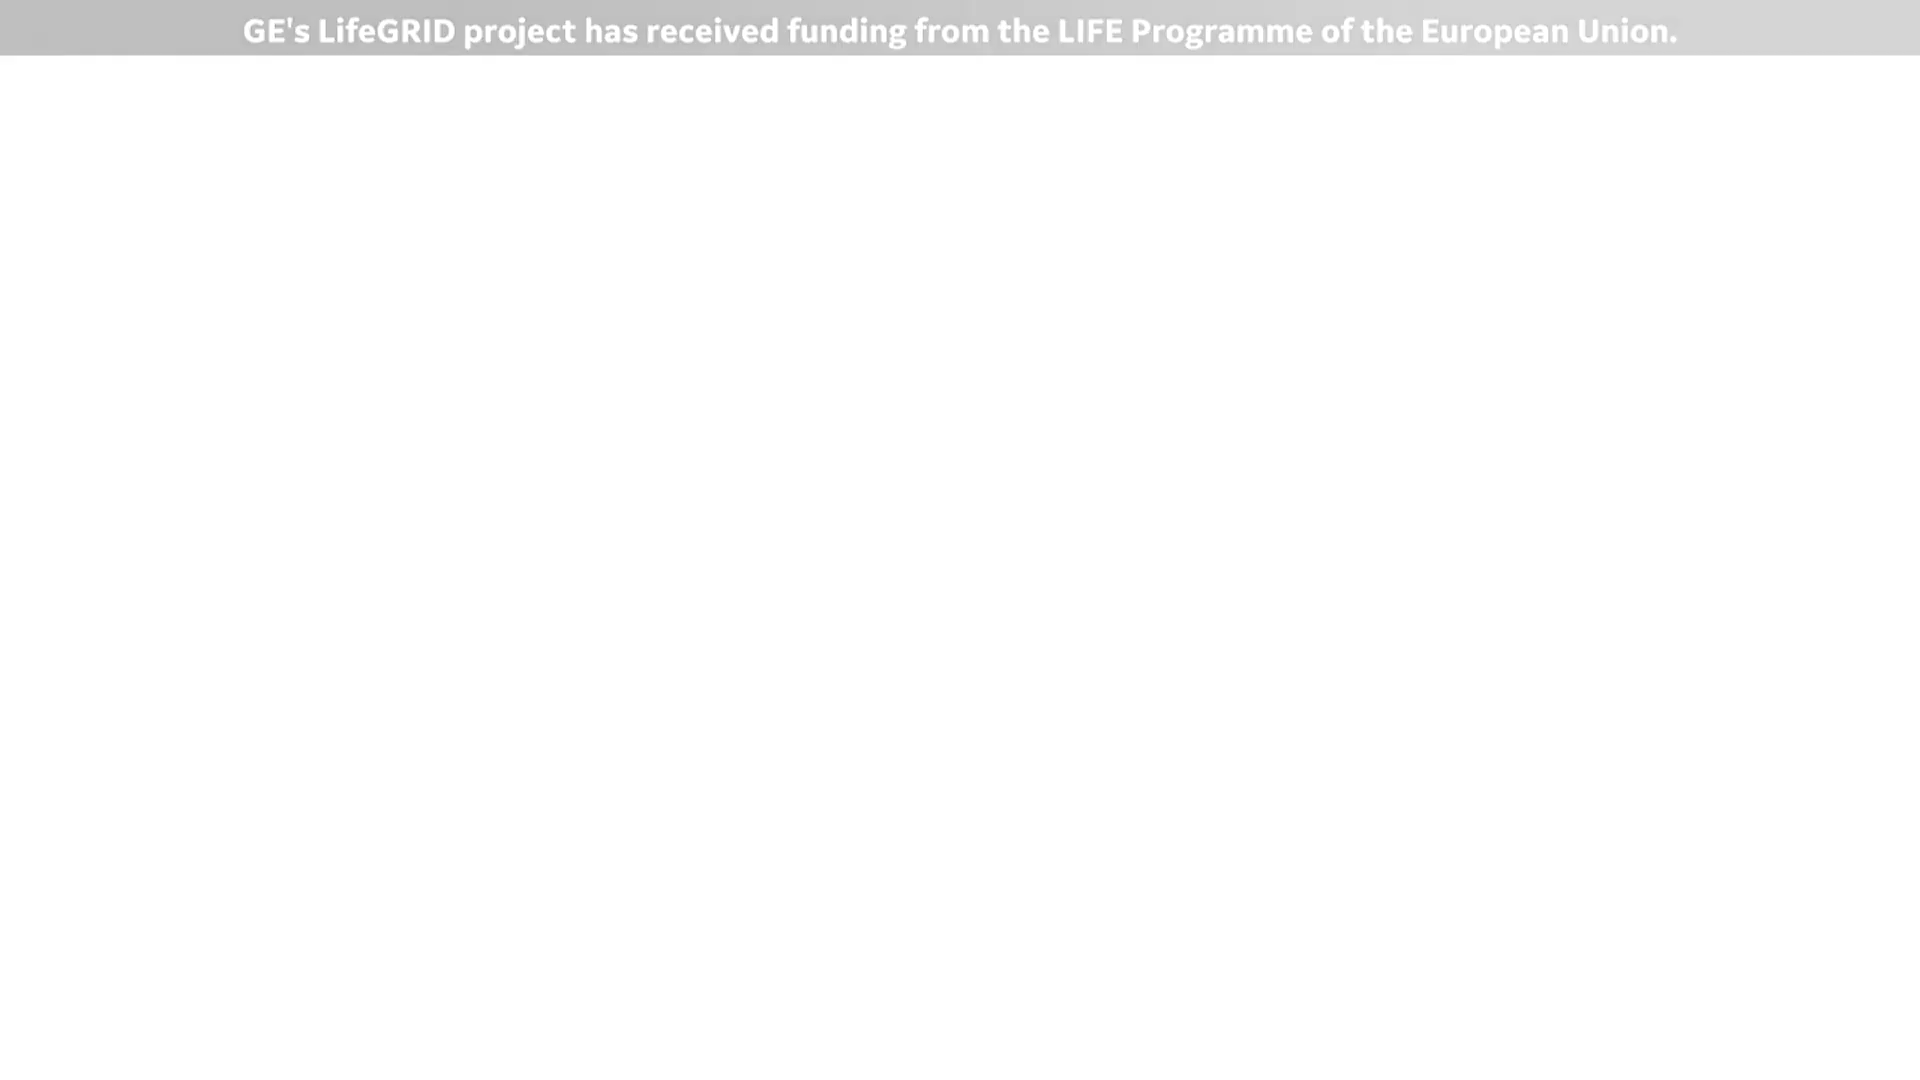 GE's LifeGRID project has received funding from the LIFE Programme of the European Union.